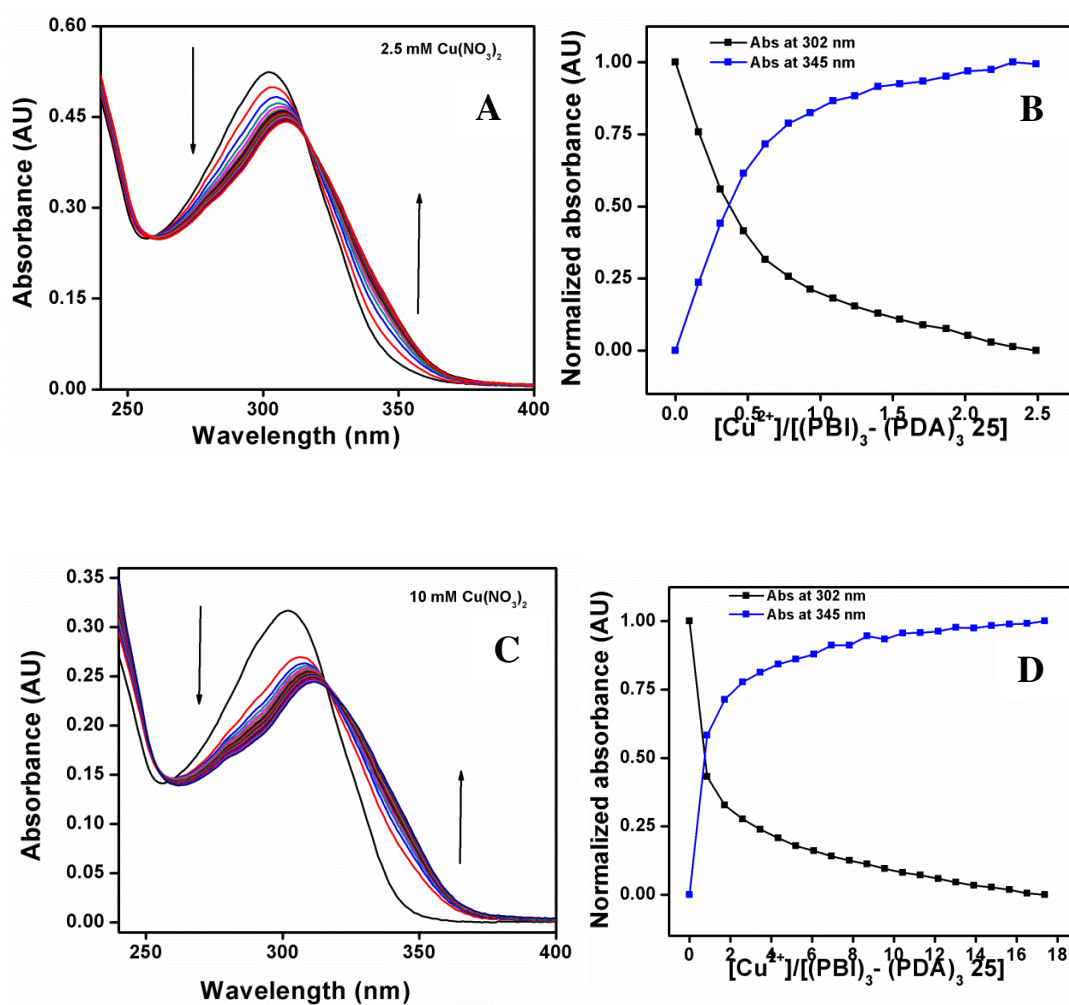 2.5 mM Cu(NO3)2
A
Absorbance (AU)
0.60
0.45
0.30
0.15
0.00
250 300 350 400
Wavelength (nm)
Abs at 302 nm
Abs at 345 nm
B
Normalized absorbance (AU)
1.00
0.75
0.50
0.25
0.00
0.0 0.5 1.0 1.5 2.0 2.5
[Cu2+]/[(PBI)3- (PDA)3 25]
10 mM Cu(NO3)2
C
Absorbance (AU)
0.35
0.30
0.25
0.20
0.15
0.10
0.05
0.00
250 300 350 400
Wavelength (nm)
Abs at 302 nm
Abs at 345 nm
D
Normalized absorbance (AU)
1.00
0.75
0.50
0.25
0.00
0 2 4 6 8 10 12 14 16 18
[Cu2+]/[(PBI)3- (PDA)3 25]